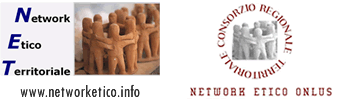 Network
Etico
Territoriale
www.networketico.info
CONSORZIO REGIONALE TERRITORIALE
NETWORK ETICO ONLUS